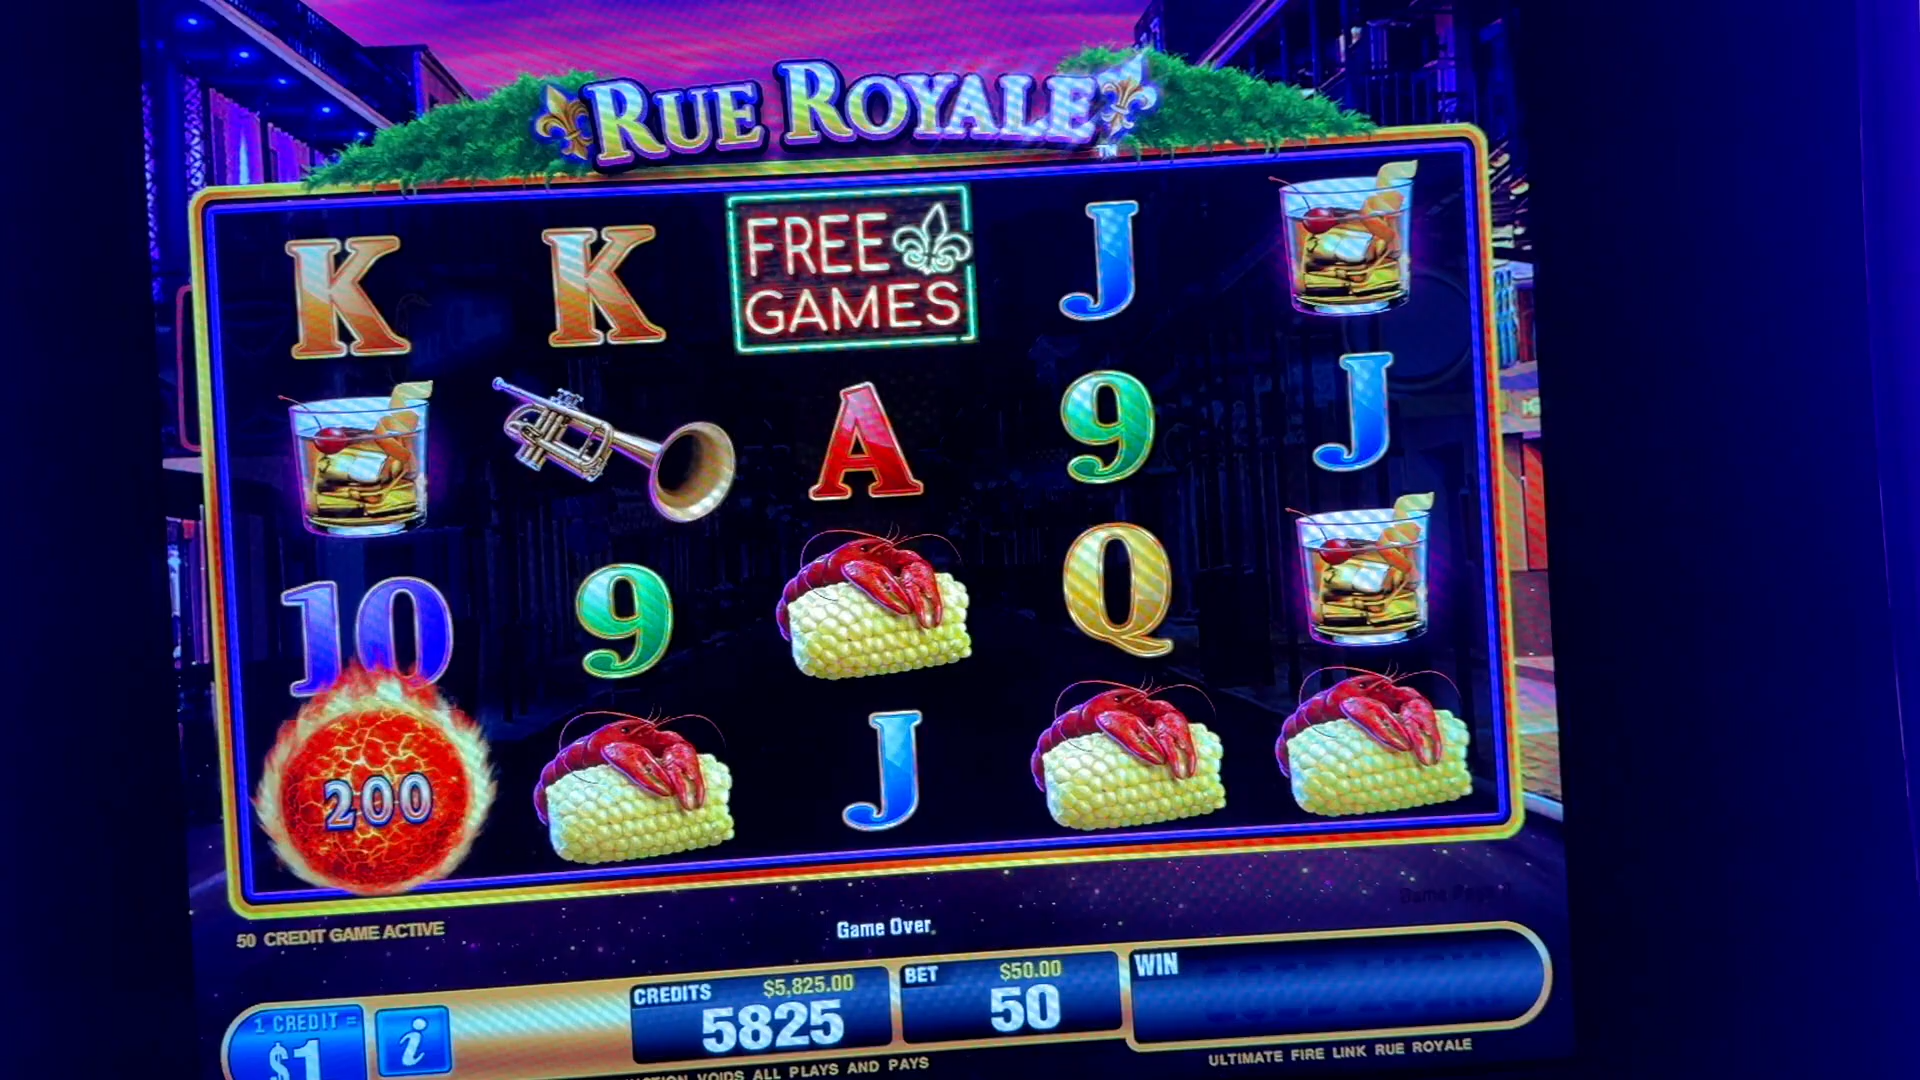 RUE ROYALE™
K K FREE GAMES J
A 9 J
10 9 Q
200 J
50 CREDIT GAME ACTIVE
Game Over.
1 CREDIT =
$1
i
CREDITS $5,825.00
5825
BET $50.00
50
WIN
VOIDS ALL PLAYS AND PAYS
ULTIMATE FIRE LINK RUE ROYALE